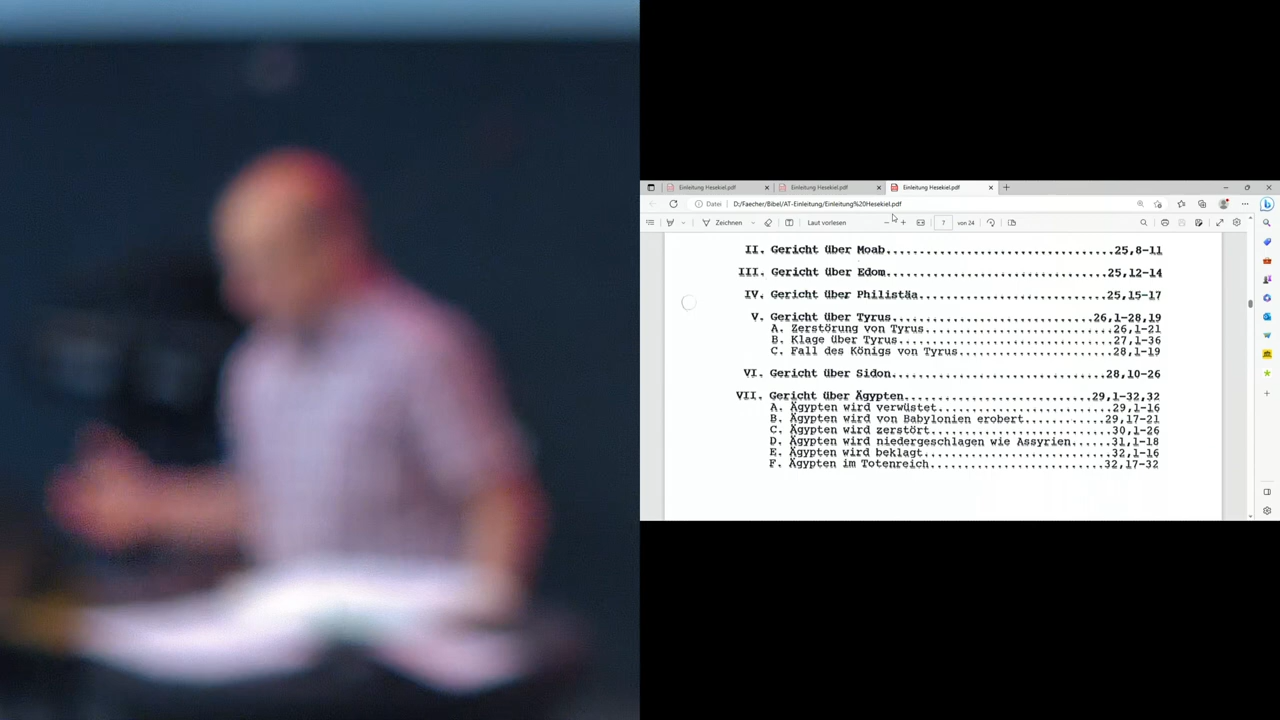 Einleitung Hesekiel.pdf
Einleitung Hesekiel.pdf
Einleitung Hesekiel.pdf
Datei
D:/Faecher/Bibel/AT-Einleitung/Einleitung%20Hesekiel.pdf
Zeichnen
Laut vorlesen
7
von 24
II. Gericht über Moab..................................25,8-11
III. Gericht über Edom.................................25,12-14
IV. Gericht über Philistäa............................25,15-17
V. Gericht über Tyrus..............................26,1-28,19
A. Zerstörung von Tyrus............................26,1-21
B. Klage über Tyrus................................27,1-36
C. Fall des Königs von Tyrus.......................28,1-19
VI. Gericht über Sidon................................28,10-26
VII. Gericht über Ägypten............................29,1-32,32
A. Ägypten wird verwüstet..........................29,1-16
B. Ägypten wird von Babylonien erobert............29,17-21
C. Ägypten wird zerstört...........................30,1-26
D. Ägypten wird niedergeschlagen wie Assyrien......31,1-18
E. Ägypten wird beklagt............................32,1-16
F. Ägypten im Totenreich..........................32,17-32